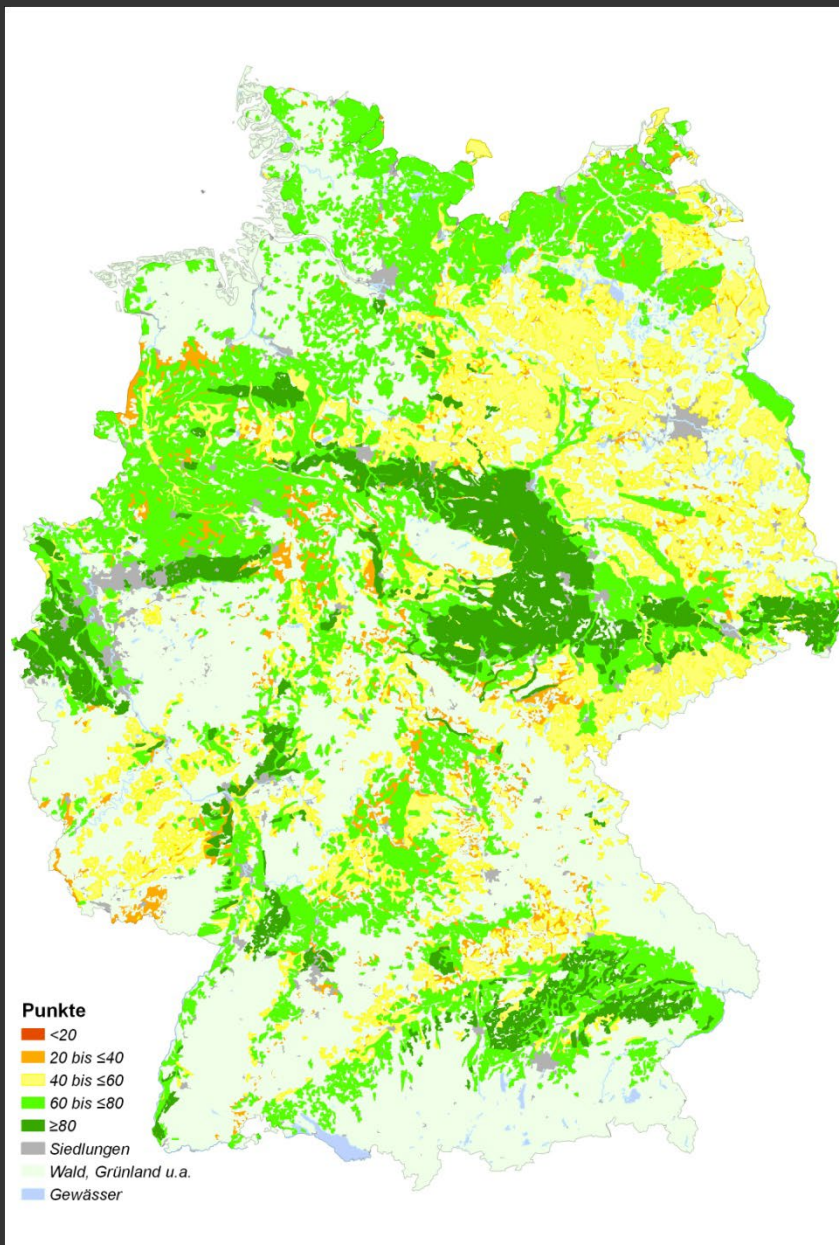 Punkte
<20
20 bis ≤40
40 bis ≤60
60 bis ≤80
≥80
Siedlungen
Wald, Grünland u.a.
Gewässer